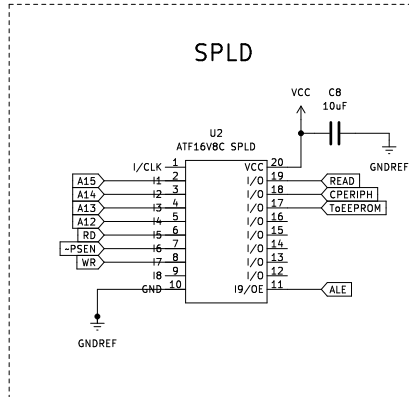 SPLD
VCC C8
10uF
U2
ATF16V8C SPLD
GNDREF
I/CLK 1 VCC 20
A15 2 I1 I/O 19 READ
A14 3 I2 I/O 18 CPERIPH
A13 4 I3 I/O 17 ToEEPROM
A12 5 I4 I/O 16
RD 6 I5 I/O 15
~PSEN 7 I6 I/O 14
WR 8 I7 I/O 13
I8 9 I/O 12
GND 10 I9/OE 11 ALE
GNDREF